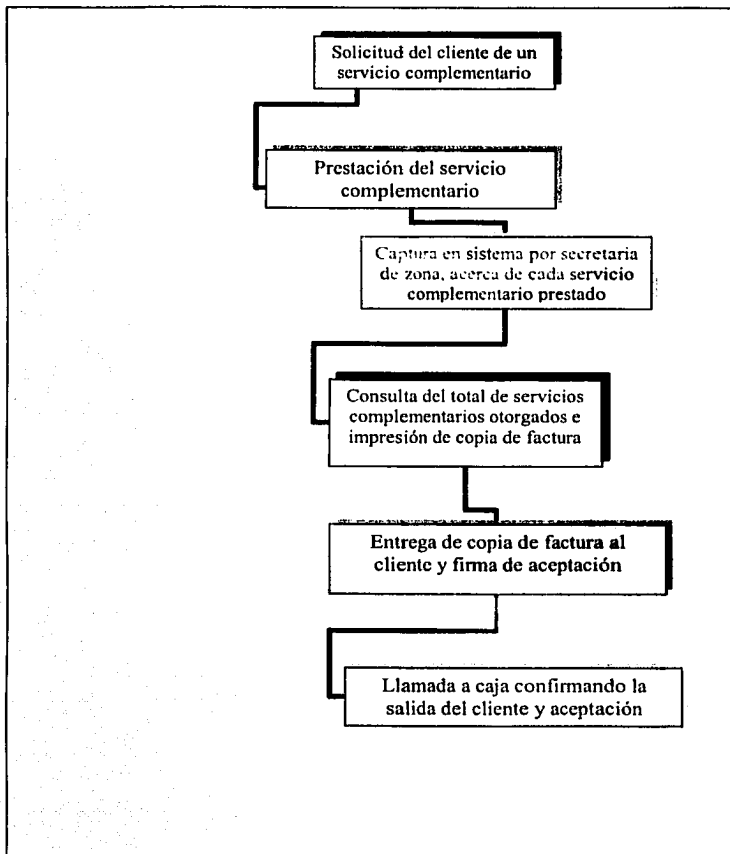 Solicitud del cliente de un
servicio complementario
Prestación del servicio
complementario
Captura en sistema por secretaria
de zona, acerca de cada servicio
complementario prestado
Consulta del total de servicios
complementarios otorgados e
impresión de copia de factura
Entrega de copia de factura al
cliente y firma de aceptación
Llamada a caja confirmando la
salida del cliente y aceptación